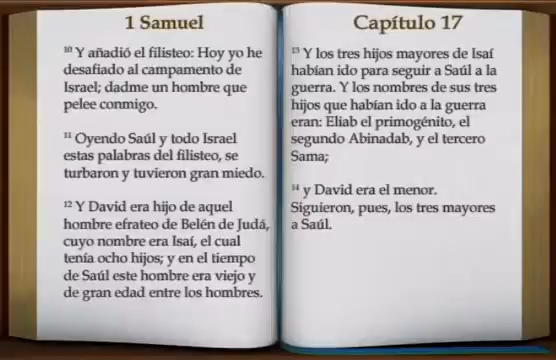 1 Samuel
10 Y añadió el filisteo: Hoy yo he
desafiado al campamento de
Israel; dadme un hombre que
pelee conmigo.
11 Oyendo Saúl y todo Israel
estas palabras del filisteo, se
turbaron y tuvieron gran miedo.
12 Y David era hijo de aquel
hombre efrateo de Belén de Judá,
cuyo nombre era Isaí, el cual
tenía ocho hijos; y en el tiempo
de Saúl este hombre era viejo y
de gran edad entre los hombres.
Capítulo 17
13 Y los tres hijos mayores de Isaí
habían ido para seguir a Saúl a la
guerra. Y los nombres de sus tres
hijos que habían ido a la guerra
eran: Eliab el primogénito, el
segundo Abinadab, y el tercero
Sama;
14 y David era el menor.
Siguieron, pues, los tres mayores
a Saúl.